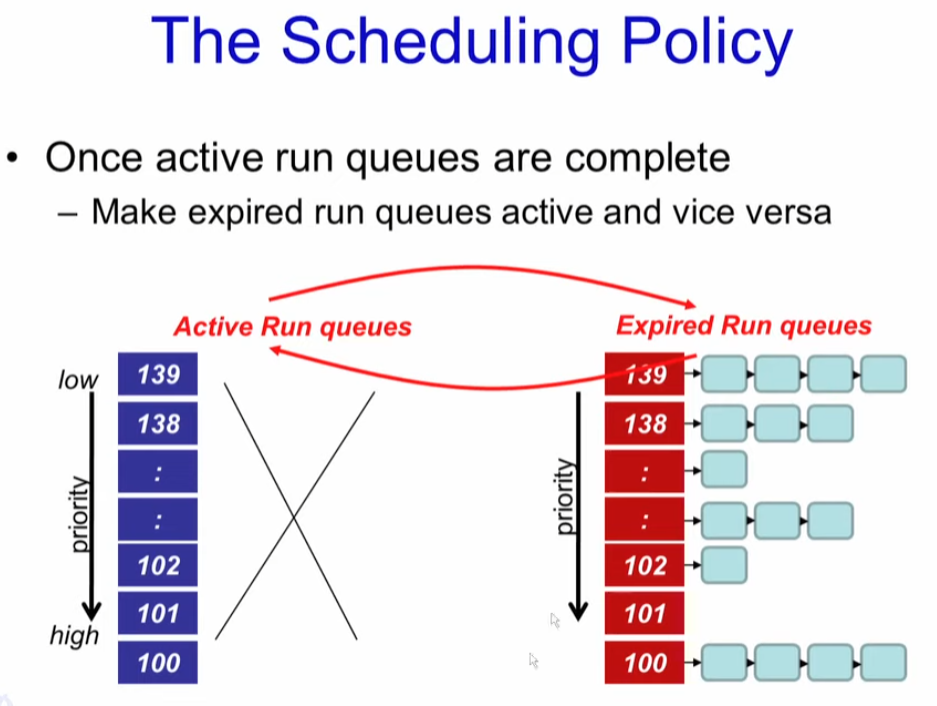 The Scheduling Policy
• Once active run queues are complete
– Make expired run queues active and vice versa
Active Run queues
Expired Run queues
low
priority
high
139
138
:
:
102
101
100
priority
139
138
:
:
102
101
100